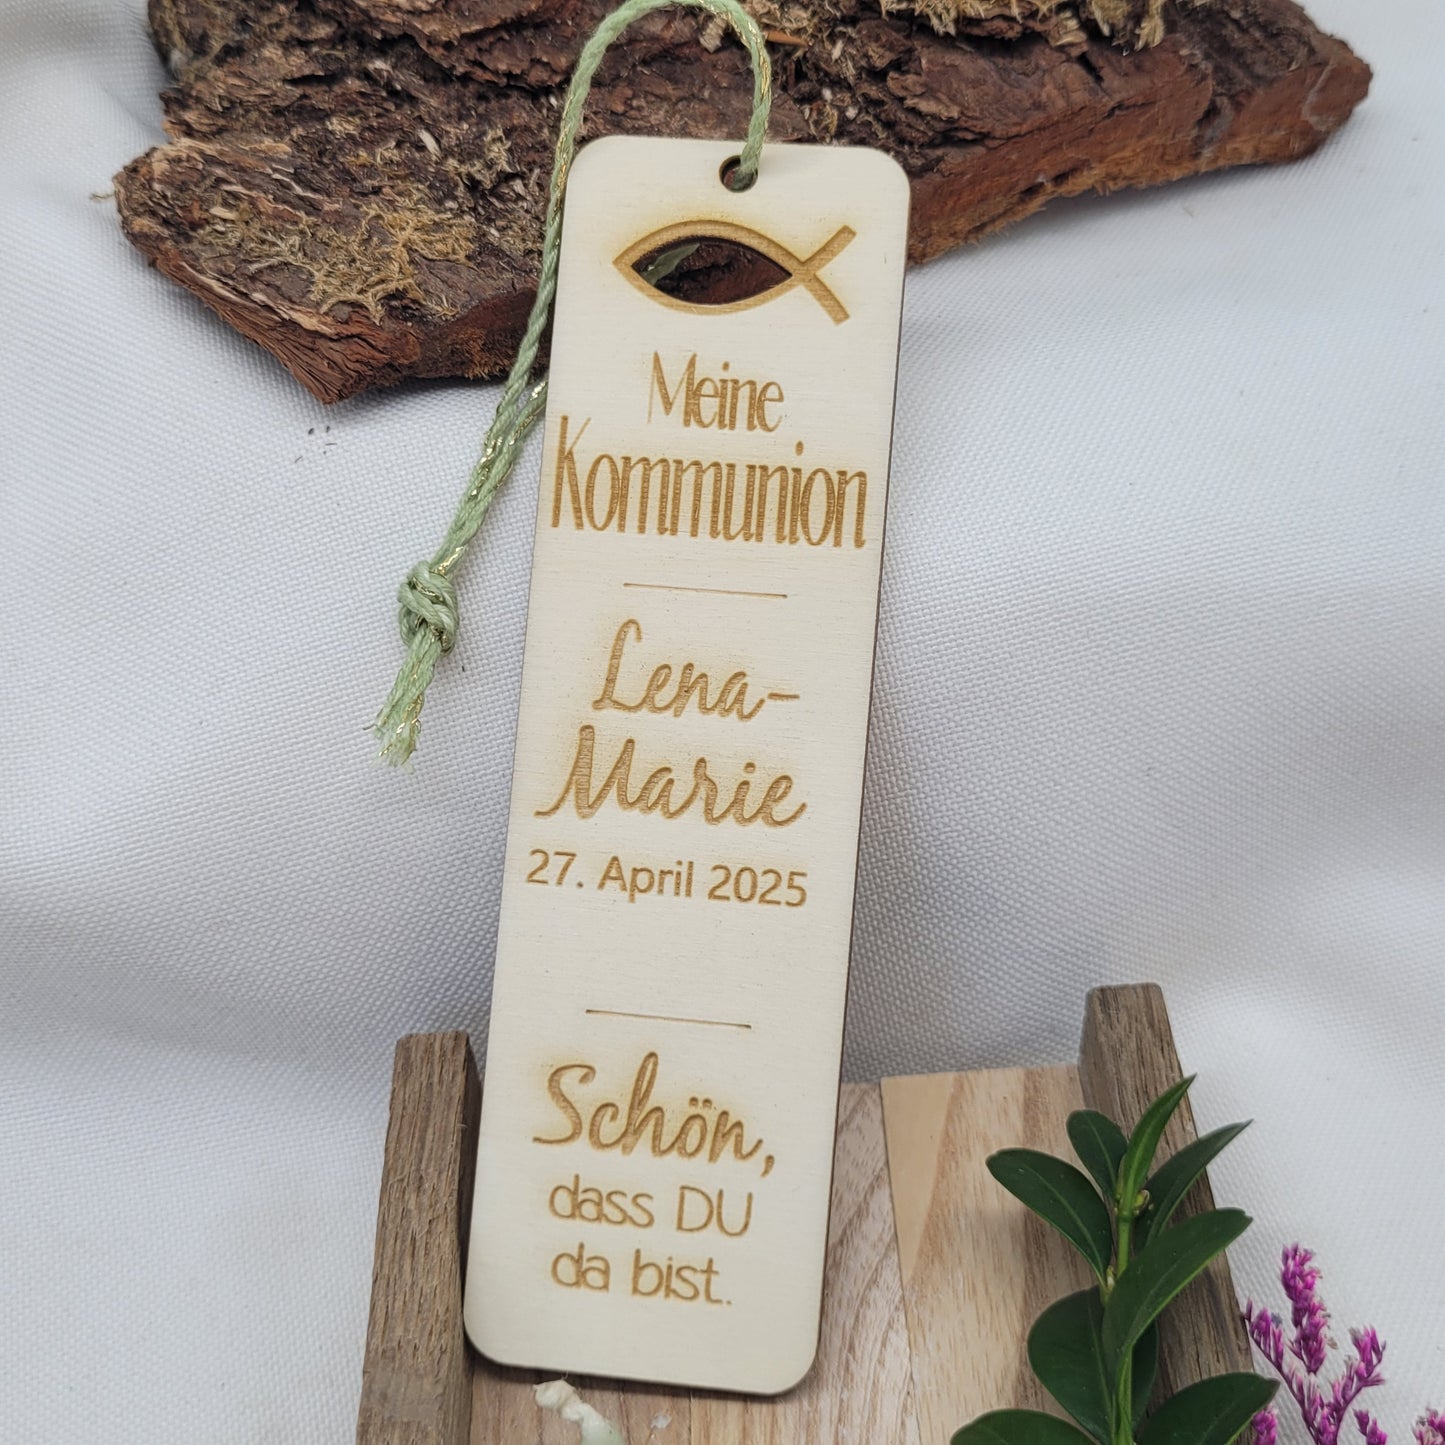 Meine
Kommunion
Lena-
Marie
27. April 2025
Schön,
dass DU
da bist.